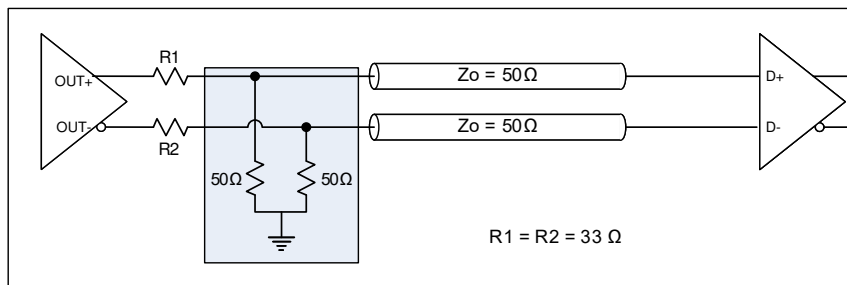 R1
OUT+
Zo = 50Ω
D+
OUT-
Zo = 50Ω
D-
R2
50Ω
50Ω
R1 = R2 = 33 Ω